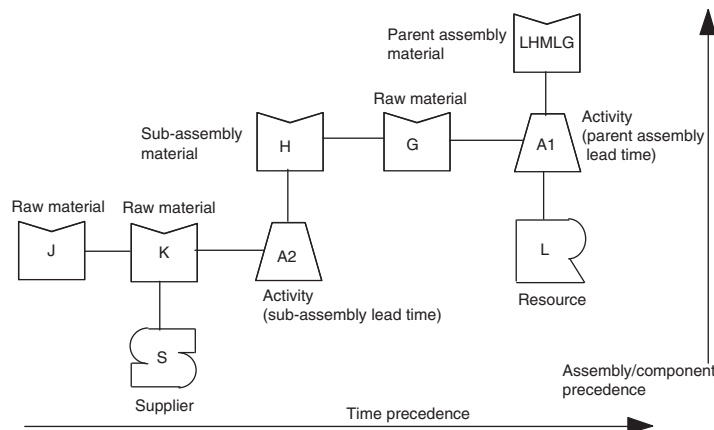 Parent assembly
material
LHMLG
Raw material
Activity
(parent assembly
lead time)
Sub-assembly
material
H
G
A1
Raw material
Raw material
J
K
A2
L
Activity
(sub-assembly lead time)
Resource
S
Supplier
Assembly/component
precedence
Time precedence